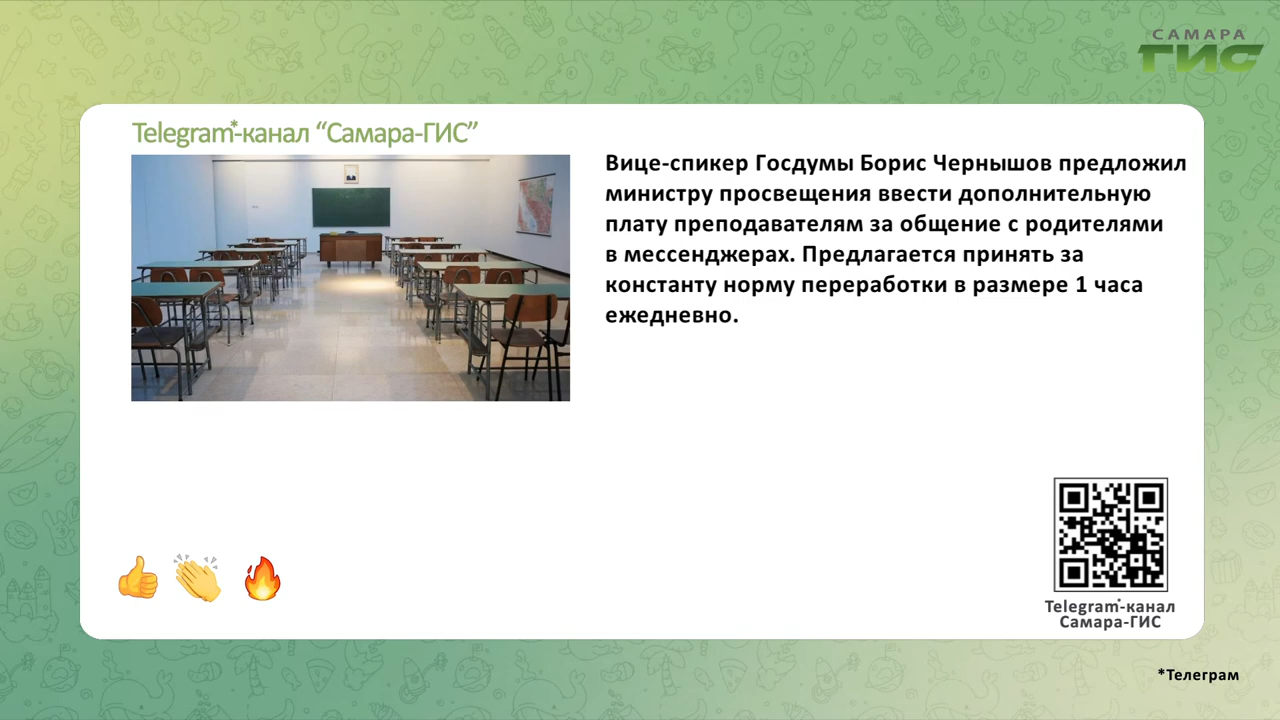 САМАРА
ГИС
Telegram*-канал “Самара-ГИС”
Вице-спикер Госдумы Борис Чернышов предложил
министру просвещения ввести дополнительную
плату преподавателям за общение с родителями
в мессенджерах. Предлагается принять за
константу норму переработки в размере 1 часа
ежедневно.
Telegram*-канал
Самара-ГИС
*Телеграм